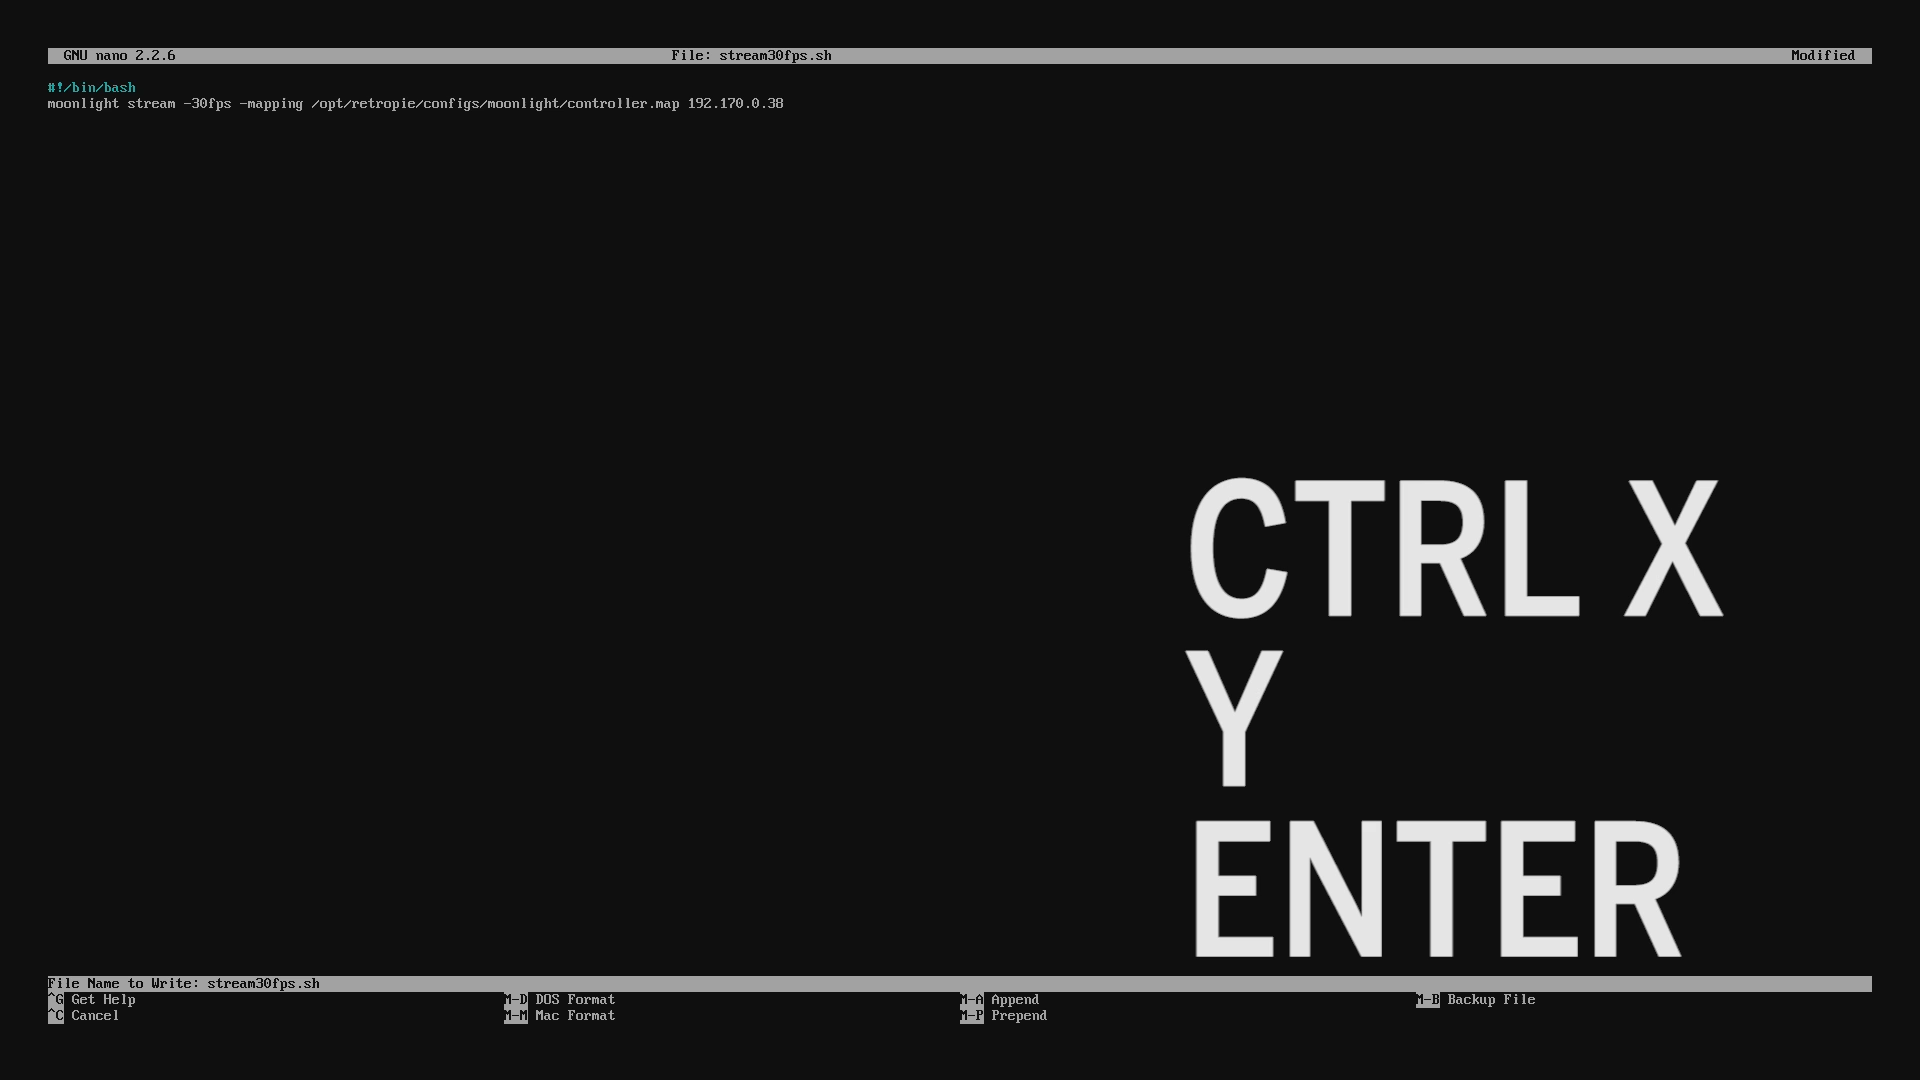 GNU nano 2.2.6 File: stream30fps.sh Modified
#!/bin/bash
moonlight stream -30fps -mapping /opt/retropie/configs/moonlight/controller.map 192.170.0.38
CTRL X
Y
ENTER
File Name to Write: stream30fps.sh
^G Get Help M-D DOS Format M-A Append M-B Backup File
^C Cancel M-M Mac Format M-P Prepend